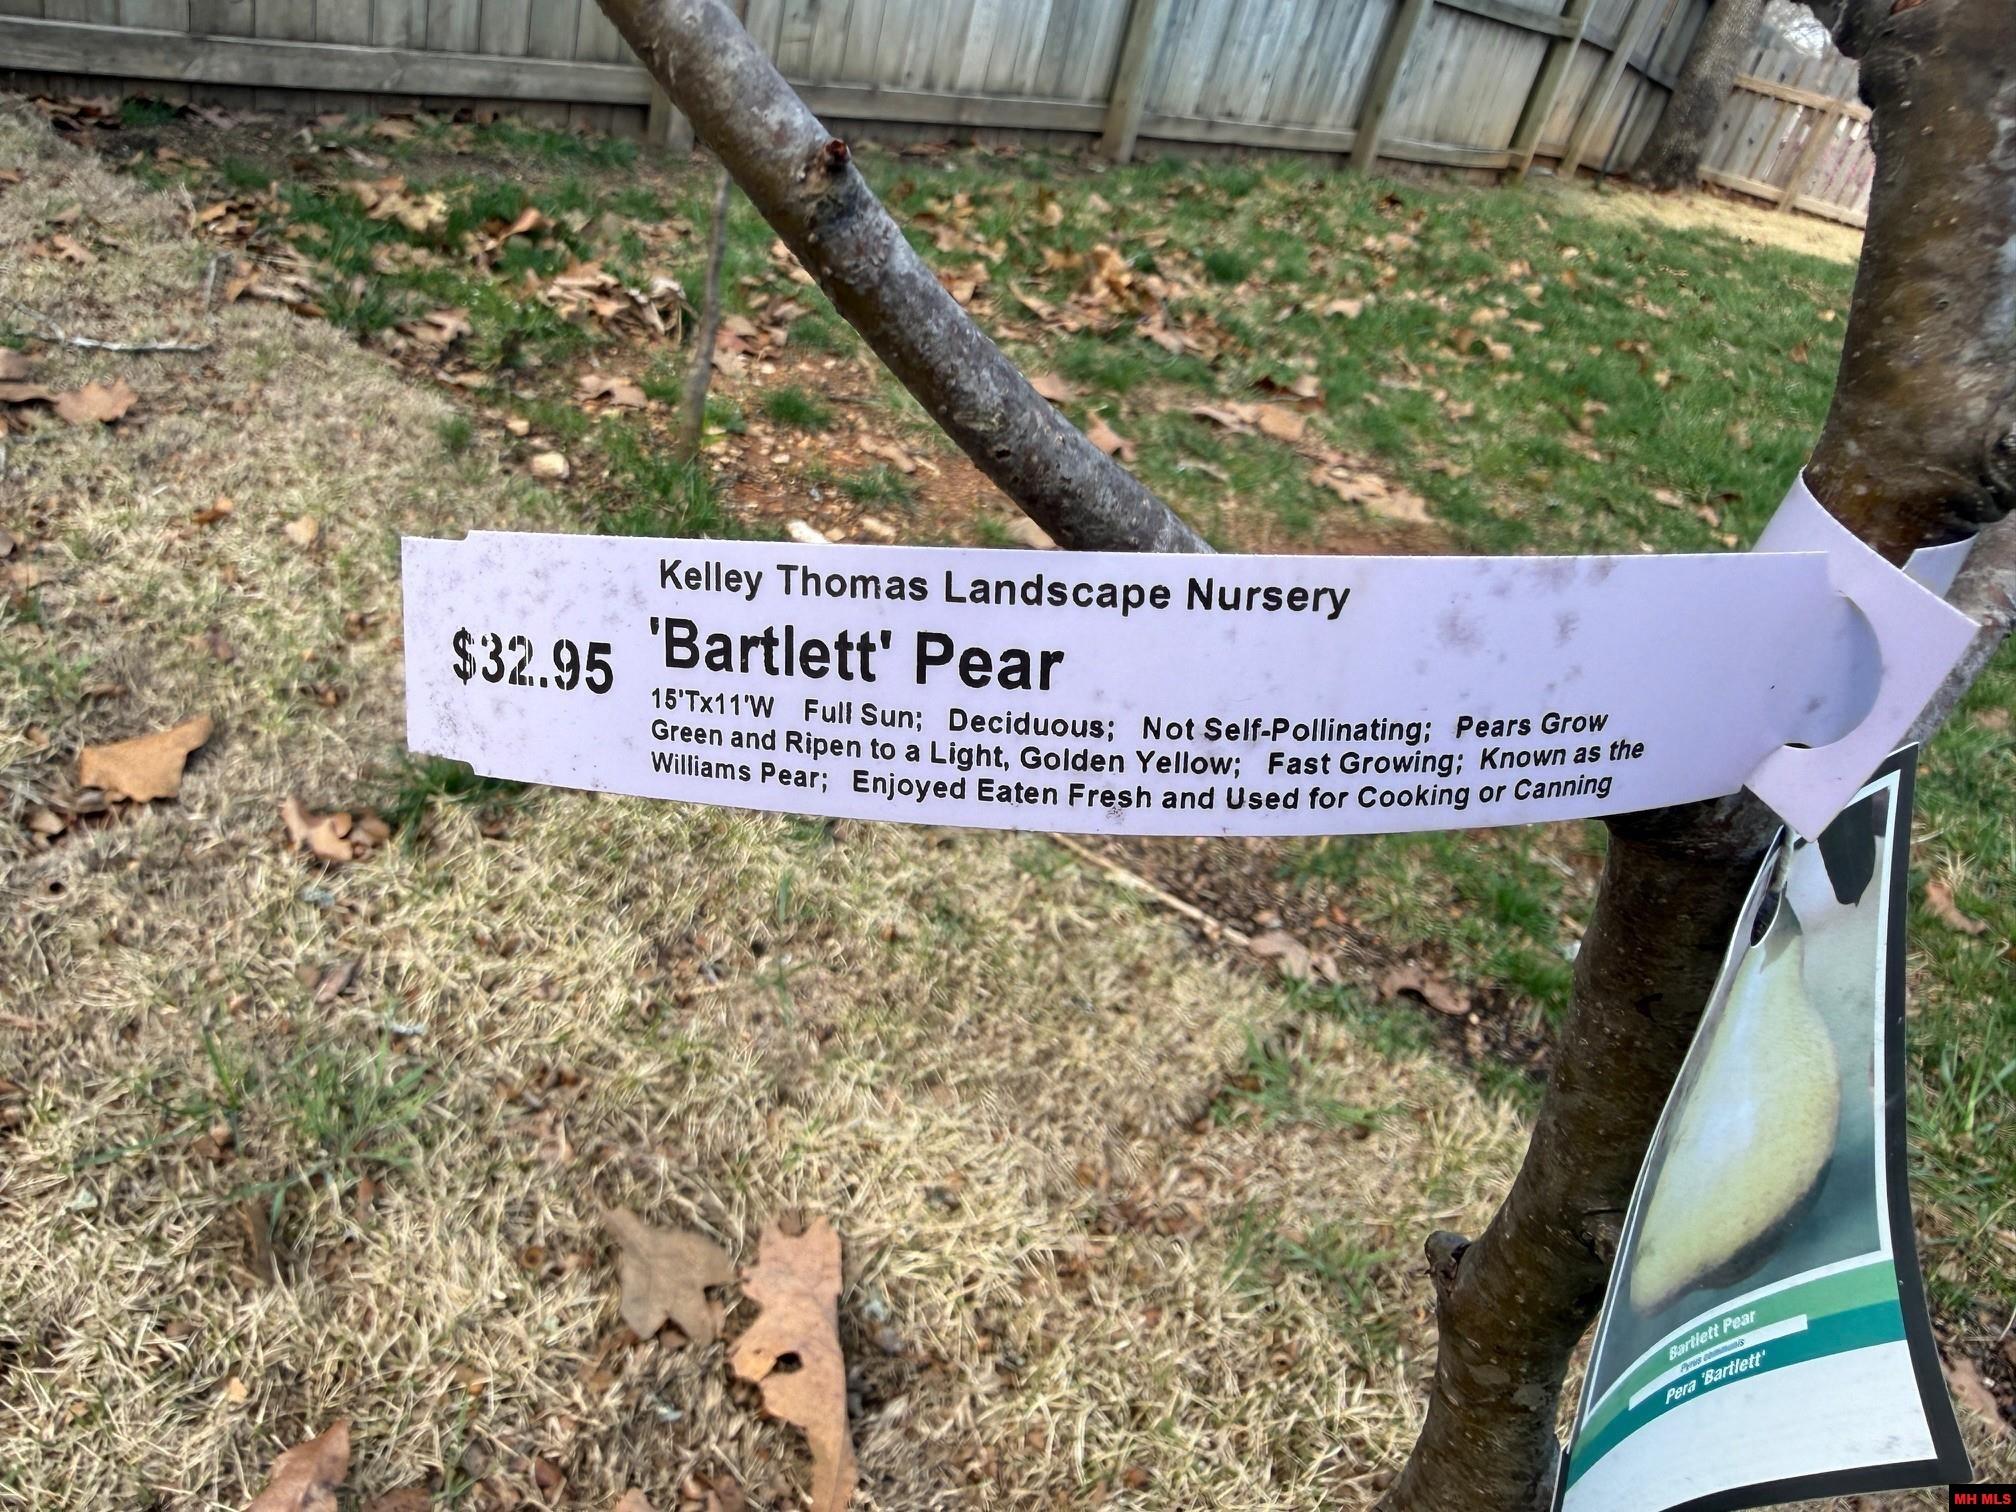 Kelley Thomas Landscape Nursery
$32.95 'Bartlett' Pear
15'Tx11'W Full Sun; Deciduous; Not Self-Pollinating; Pears Grow
Green and Ripen to a Light, Golden Yellow; Fast Growing; Known as the
Williams Pear; Enjoyed Eaten Fresh and Used for Cooking or Canning
Bartlett Pear
Pyrus communis
Pera 'Bartlett'
MH MLS